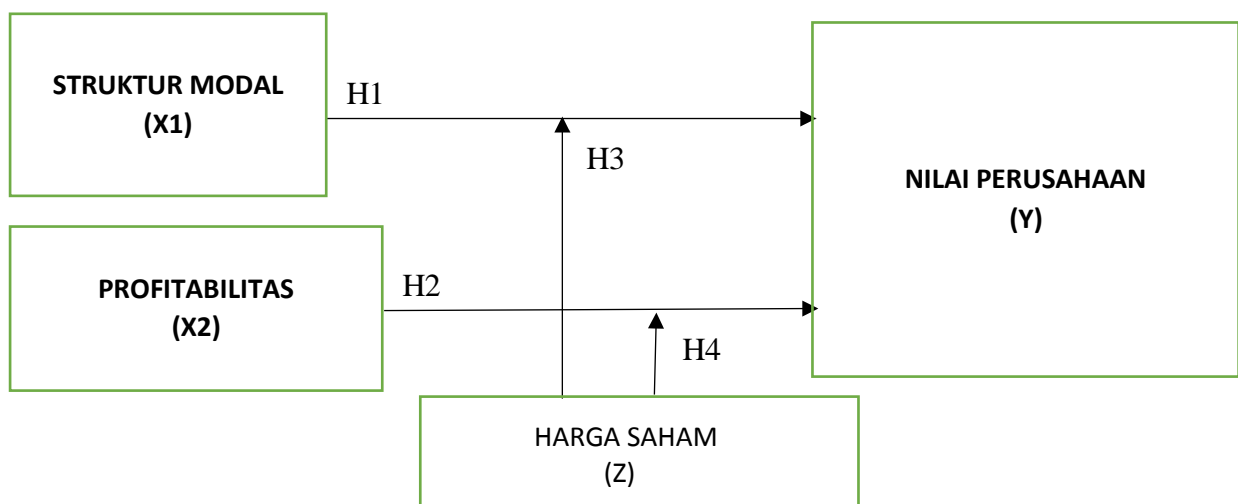 STRUKTUR MODAL
(X1)
H1
H3
NILAI PERUSAHAAN
(Y)
PROFITABILITAS
(X2)
H2
H4
HARGA SAHAM
(Z)